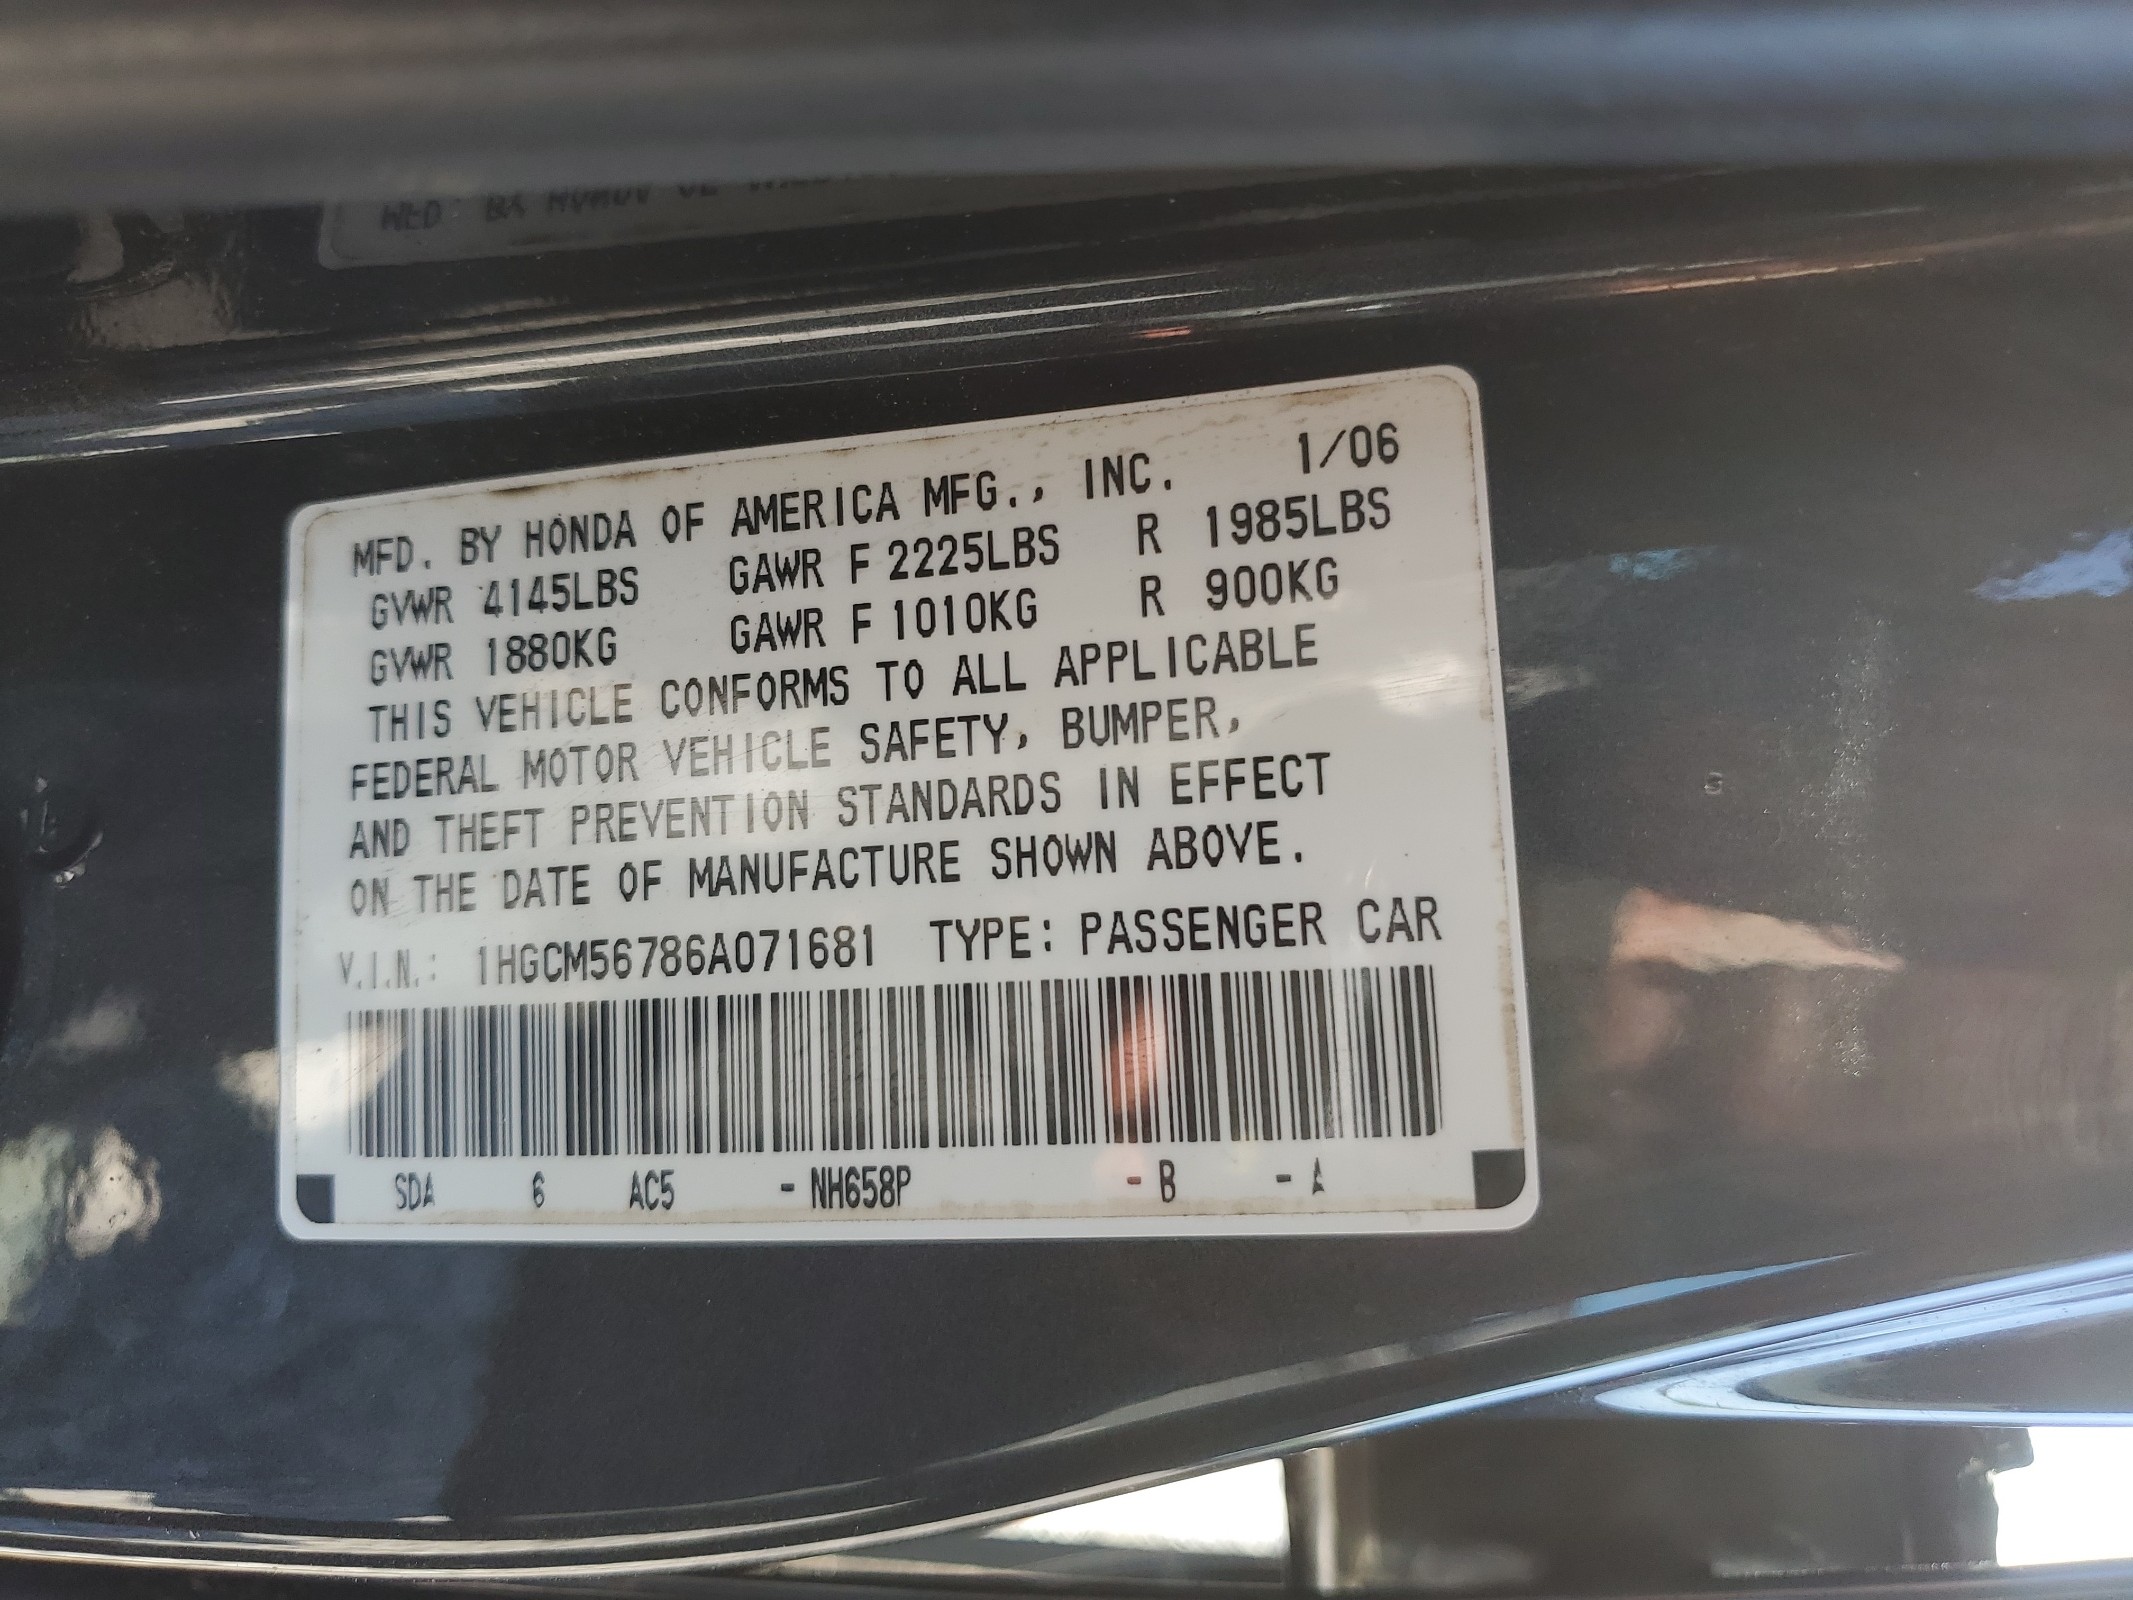 MFD. BY HONDA OF AMERICA MFG., INC. 1/06
GVWR 4145LBS GAWR F 2225LBS R 1985LBS
GVWR 1880KG GAWR F 1010KG R 900KG
THIS VEHICLE CONFORMS TO ALL APPLICABLE
FEDERAL MOTOR VEHICLE SAFETY, BUMPER,
AND THEFT PREVENTION STANDARDS IN EFFECT
ON THE DATE OF MANUFACTURE SHOWN ABOVE.
V.I.N.: 1HGCM56786A071681 TYPE: PASSENGER CAR
SDA 6 AC5 - NH658P - B - A